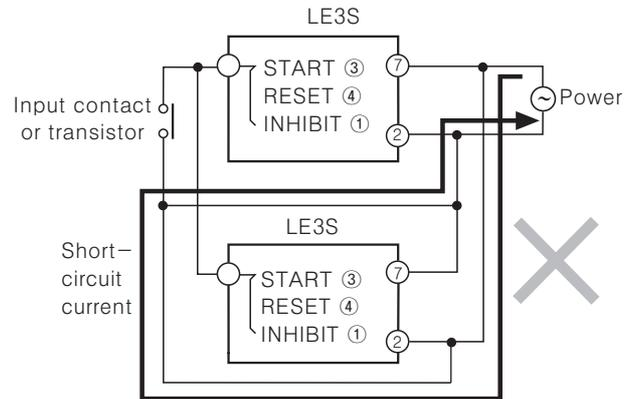 LE3S
START ③
RESET ④
INHIBIT ①
⑦
②
Power
Input contact
or transistor
LE3S
START ③
RESET ④
INHIBIT ①
⑦
②
Short-
circuit
current